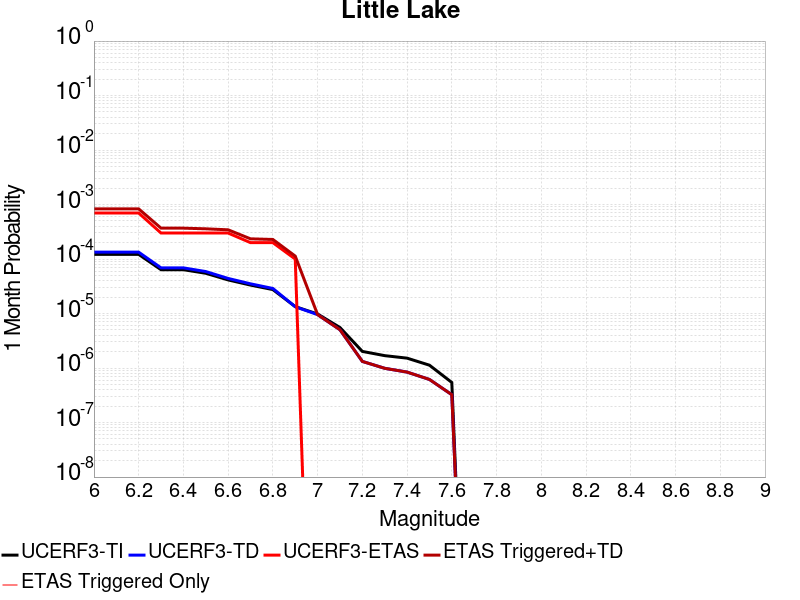 Little Lake
10^0
10^-1
10^-2
10^-3
10^-4
10^-5
10^-6
10^-7
10^-8
1 Month Probability
6 6.2 6.4 6.6 6.8 7 7.2 7.4 7.6 7.8 8 8.2 8.4 8.6 8.8 9
Magnitude
UCERF3-TI UCERF3-TD UCERF3-ETAS ETAS Triggered+TD
ETAS Triggered Only